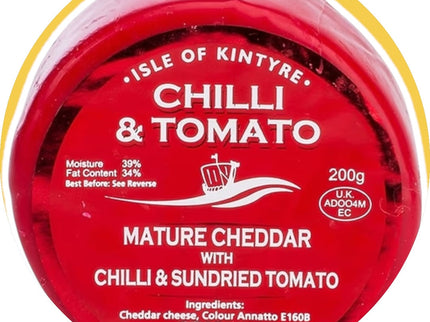 · ISLE OF KINTYRE ·
CHILLI
& TOMATO
Moisture 39%
Fat Content 34%
Best Before: See Reverse
200g
U.K.
ADOO4M
EC
MATURE CHEDDAR
WITH
CHILLI & SUNDRIED TOMATO
Ingredients:
Cheddar cheese, Colour Annatto E160B